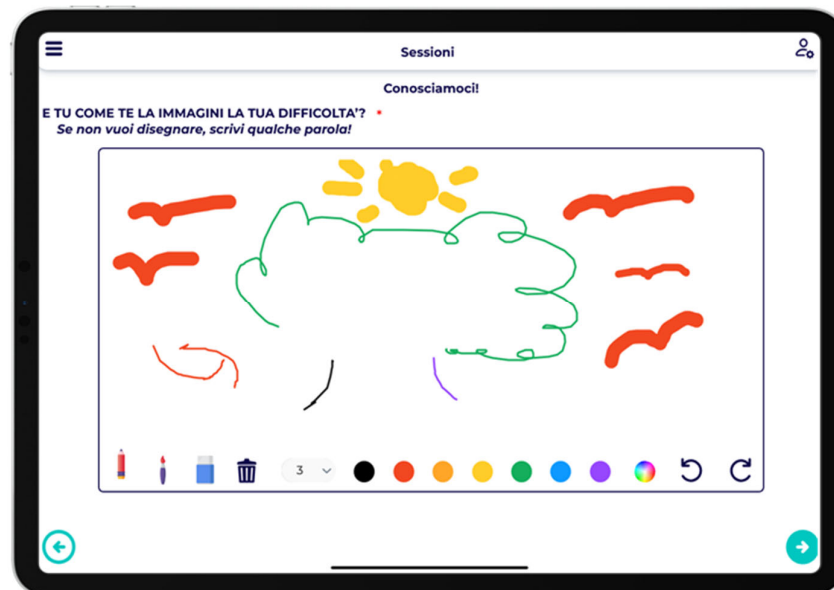 Sessioni
Conosciamoci!
E TU COME TE LA IMMAGINI LA TUA DIFFICOLTA'? *
Se non vuoi disegnare, scrivi qualche parola!
3